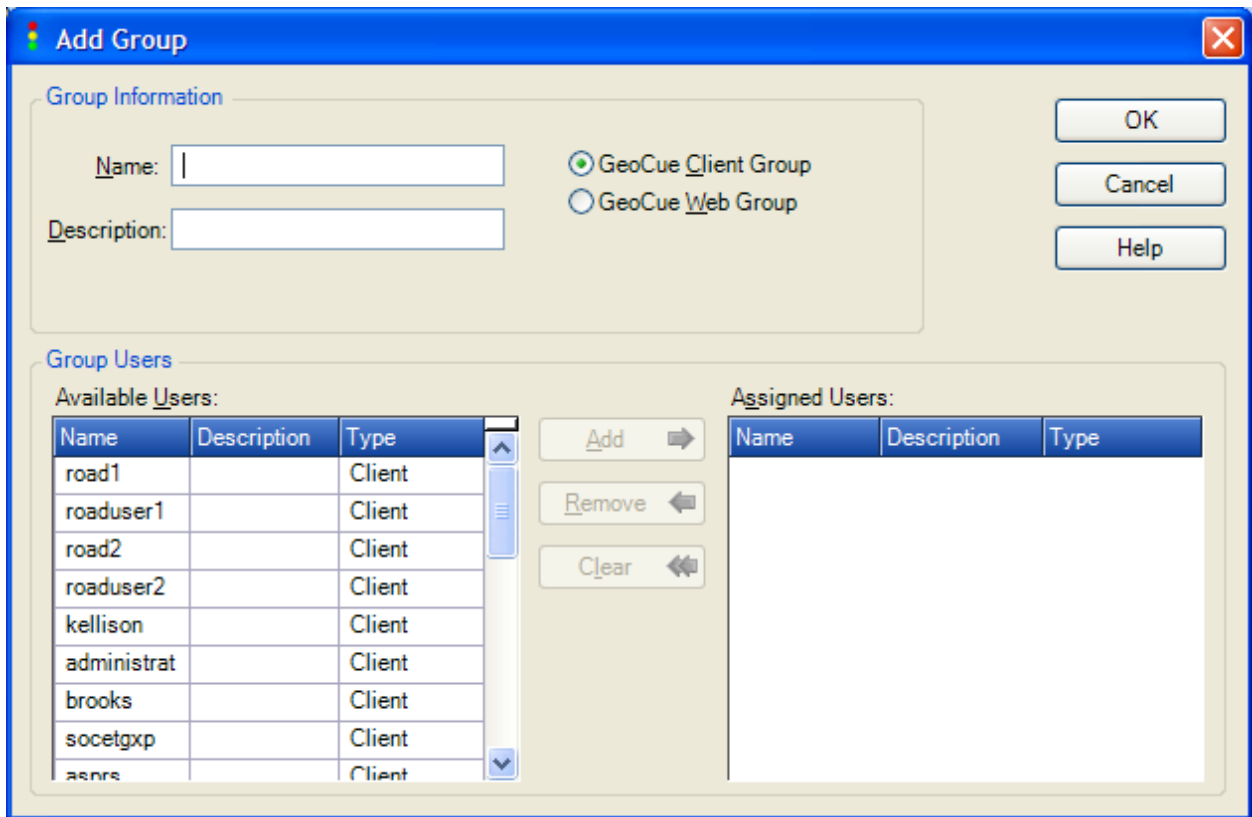 Add Group
Group Information
Name:
Description:
GeoCue Client Group
GeoCue Web Group
OK
Cancel
Help
Group Users
Available Users:
Name Description Type
road1 Client
roaduser1 Client
road2 Client
roaduser2 Client
kellison Client
administrat Client
brooks Client
socetgxp Client
asprs Client
Add
Remove
Clear
Assigned Users:
Name Description Type